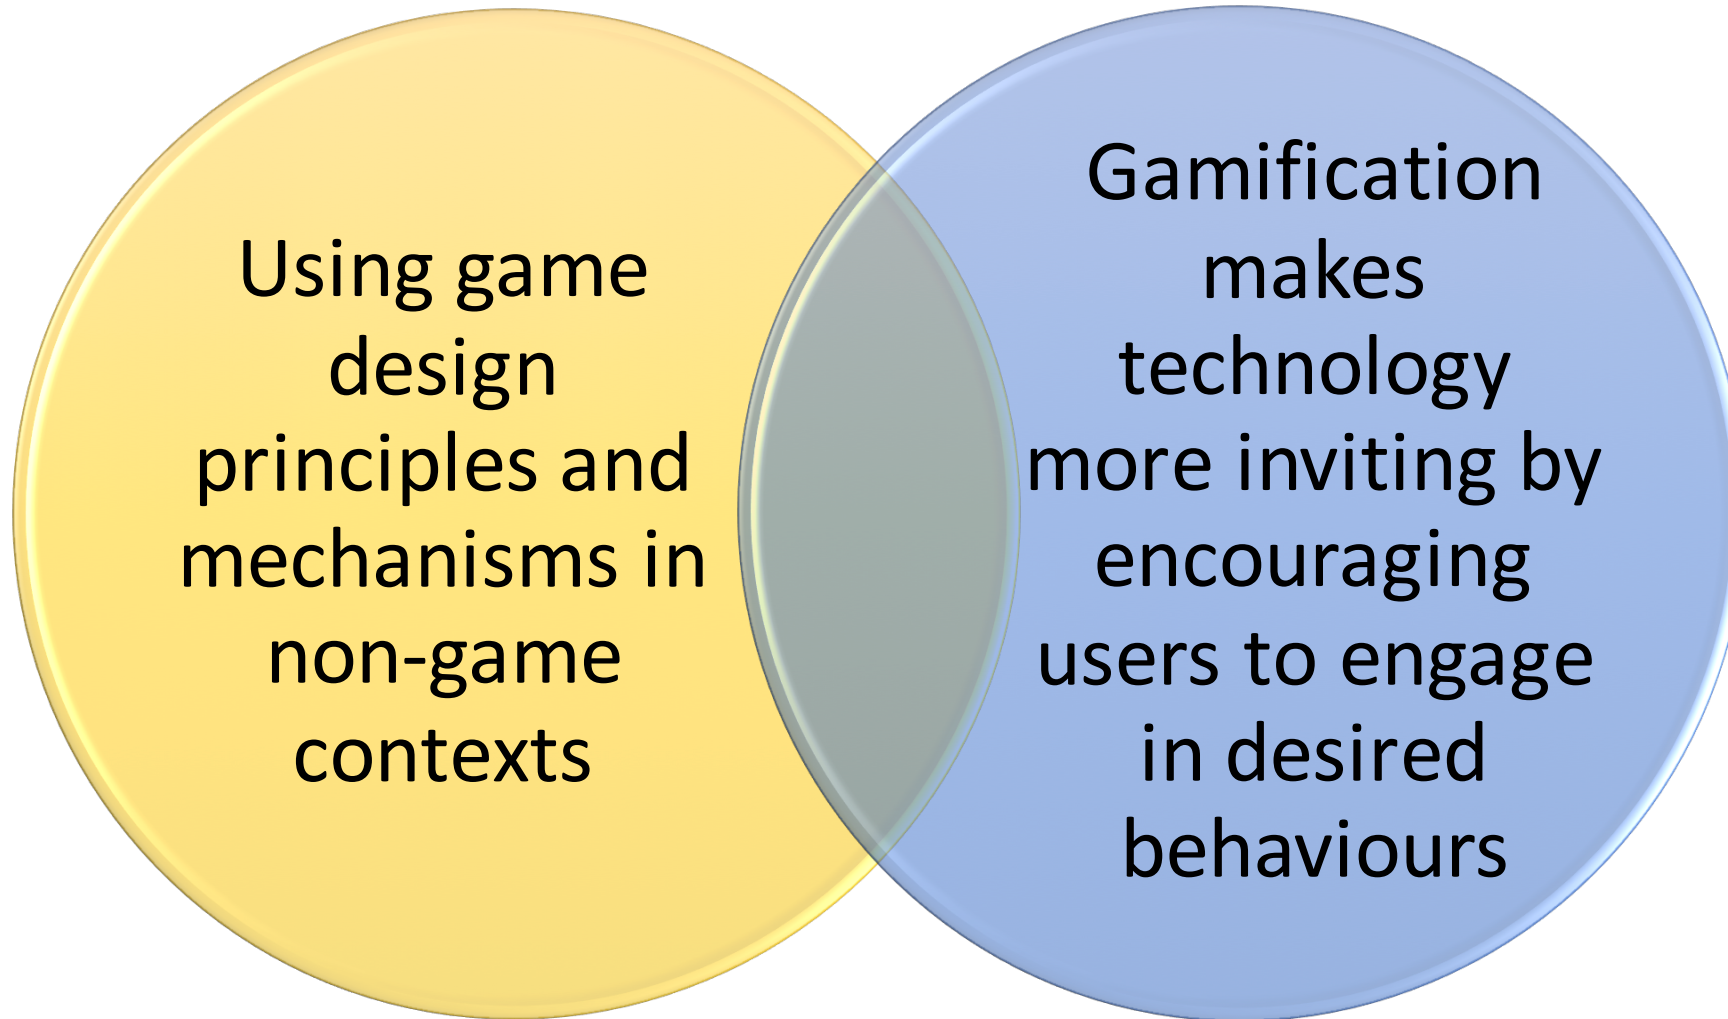 Using game
design
principles and
mechanisms in
non-game
contexts
Gamification
makes
technology
more inviting by
encouraging
users to engage
in desired
behaviours